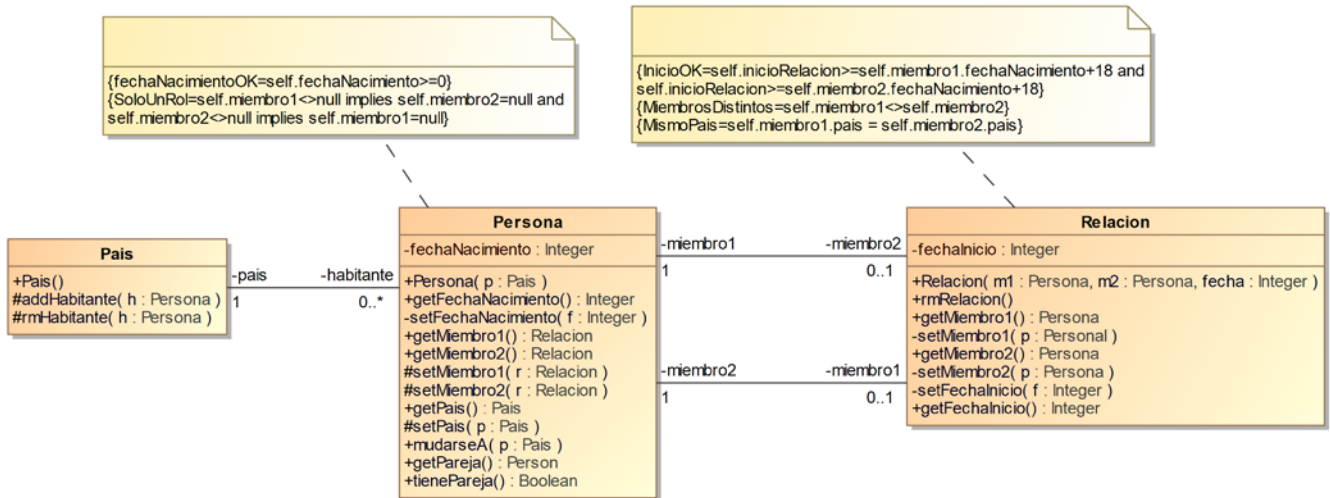 {fechaNacimientoOK=self.fechaNacimiento>=0}
{SoloUnRol=self.miembro1<>null implies self.miembro2=null and
self.miembro2<>null implies self.miembro1=null}
{InicioOK=self.inicioRelacion>=self.miembro1.fechaNacimiento+18 and
self.inicioRelacion>=self.miembro2.fechaNacimiento+18}
{MiembrosDistintos=self.miembro1<>self.miembro2}
{MismoPais=self.miembro1.pais = self.miembro2.pais}
Pais
+Pais()
#addHabitante( h : Persona )
#rmHabitante( h : Persona )
-pais
1
-habitante
0..*
Persona
-fechaNacimiento : Integer
+Persona( p : Pais )
+getFechaNacimiento() : Integer
-setFechaNacimiento( f : Integer )
+getMiembro1() : Relacion
+getMiembro2() : Relacion
#setMiembro1( r : Relacion )
#setMiembro2( r : Relacion )
+getPais() : Pais
#setPais( p : Pais )
+mudarseA( p : Pais )
+getPareja() : Person
+tienePareja() : Boolean
-miembro1
1
-miembro2
0..1
-miembro2
1
-miembro1
0..1
Relacion
-fechaInicio : Integer
+Relacion( m1 : Persona, m2 : Persona, fecha : Integer )
+rmRelacion()
+getMiembro1() : Persona
-setMiembro1( p : Personal )
+getMiembro2() : Persona
-setMiembro2( p : Persona )
-setFechaInicio( f : Integer )
+getFechaInicio() : Integer